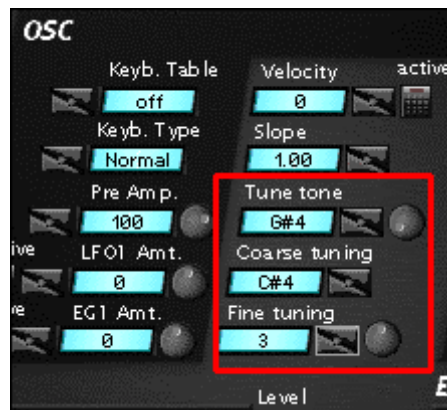 OSC
Keyb. Table Velocity active
off 0
Keyb. Type Slope
Normal 1.00
Pre Amp. Tune tone
100 G#4
ive LFO1 Amt. Coarse tuning
0 C#4
EG1 Amt. Fine tuning
0 3
Level